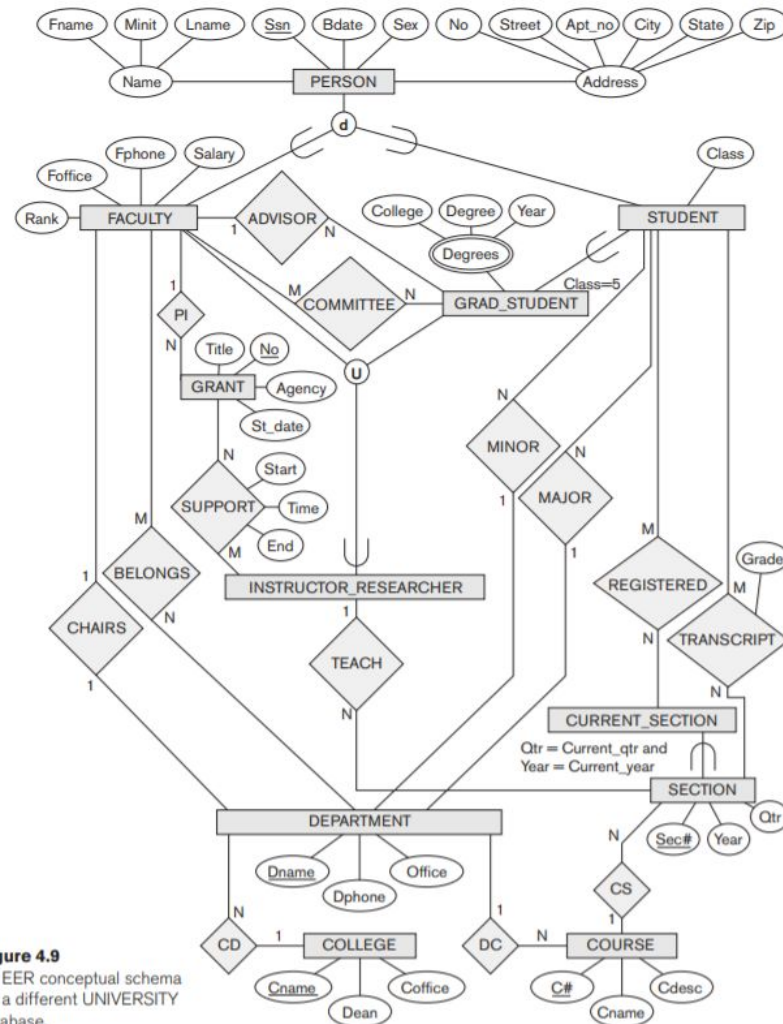 Fname Minit Lname Ssn Bdate Sex No Street Apt_no City State Zip
Name PERSON Address
d
Foffice Fphone Salary Class
Rank FACULTY ADVISOR College Degree Year STUDENT
1 N
Degrees
Class=5
M COMMITTEE N GRAD_STUDENT
1
PI
N
Title No
U
GRANT Agency
St_date
N
MINOR
N
N
Start
SUPPORT Time
End
M
1
MAJOR
1
M
BELONGS
N
INSTRUCTOR_RESEARCHER
1
M
REGISTERED
N
Grade
M
TRANSCRIPT
N
1
CHAIRS
1
TEACH
N
CURRENT_SECTION
Qtr = Current_qtr and
Year = Current_year
SECTION
Qtr
DEPARTMENT
Sec# Year
Dname Dphone Office
N
CS
1
N
CD 1 COLLEGE
1
DC N COURSE
Cname Dean Coffice
C# Cname Cdesc
gure 4.9
EER conceptual schema
a different UNIVERSITY
abase.